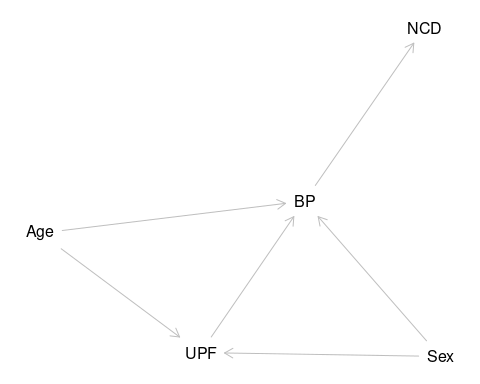 NCD
BP
Age
UPF
Sex